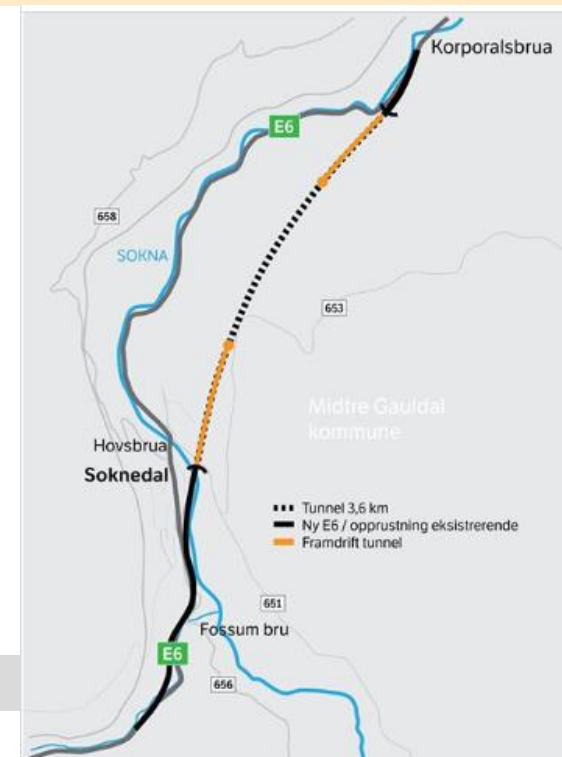 Korporalsbrua
E6
658
SOKNA
653
Midtre Gauldal
kommune
Hovsbrua
Soknedal
Tunnel 3,6 km
Ny E6 / opprustning eksistrerende
Framdrift tunnel
651
Fossum bru
E6
656